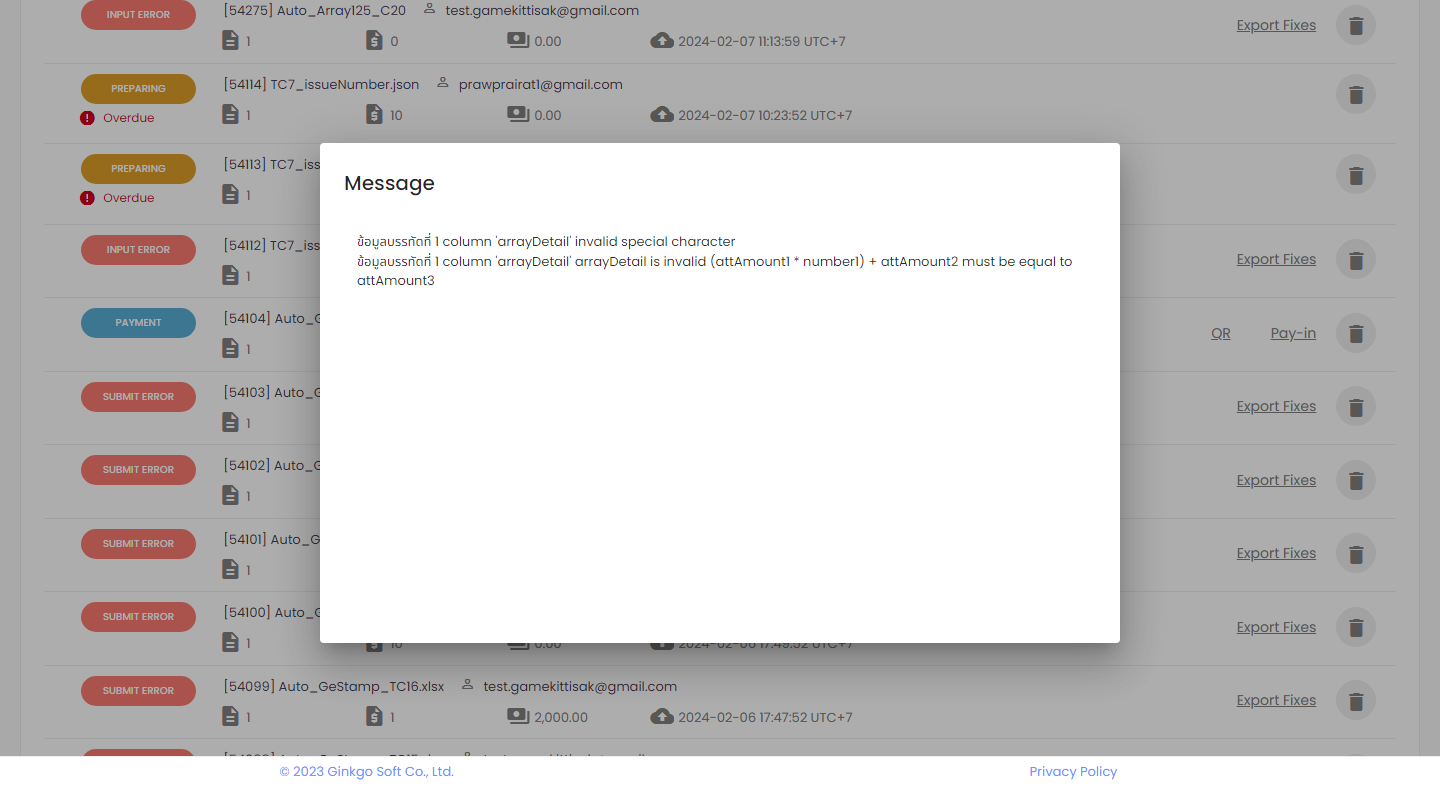 INPUT ERROR [54275] Auto_Array125_C20 test.gamekittisak@gmail.com Export Fixes
1 0 0.00 2024-02-07 11:13:59 UTC+7
PREPARING [54114] TC7_issueNumber.json prawprairat1@gmail.com
Overdue 1 10 0.00 2024-02-07 10:23:52 UTC+7
PREPARING [54113] TC7_iss
Overdue 1
Message
ข้อมูลบรรทัดที่ 1 column 'arrayDetail' invalid special character
ข้อมูลบรรทัดที่ 1 column 'arrayDetail' arrayDetail is invalid (attAmount1 * number1) + attAmount2 must be equal to
attAmount3
INPUT ERROR [54112] TC7_iss Export Fixes
1
PAYMENT [54104] Auto_G QR Pay-in
1
SUBMIT ERROR [54103] Auto_G Export Fixes
1
SUBMIT ERROR [54102] Auto_G Export Fixes
1
SUBMIT ERROR [54101] Auto_G Export Fixes
1
SUBMIT ERROR [54100] Auto_G Export Fixes
1 10 0.00 2024-02-06 17:49:52 UTC+7
SUBMIT ERROR [54099] Auto_GeStamp_TC16.xlsx test.gamekittisak@gmail.com Export Fixes
1 1 2,000.00 2024-02-06 17:47:52 UTC+7
© 2023 Ginkgo Soft Co., Ltd. Privacy Policy